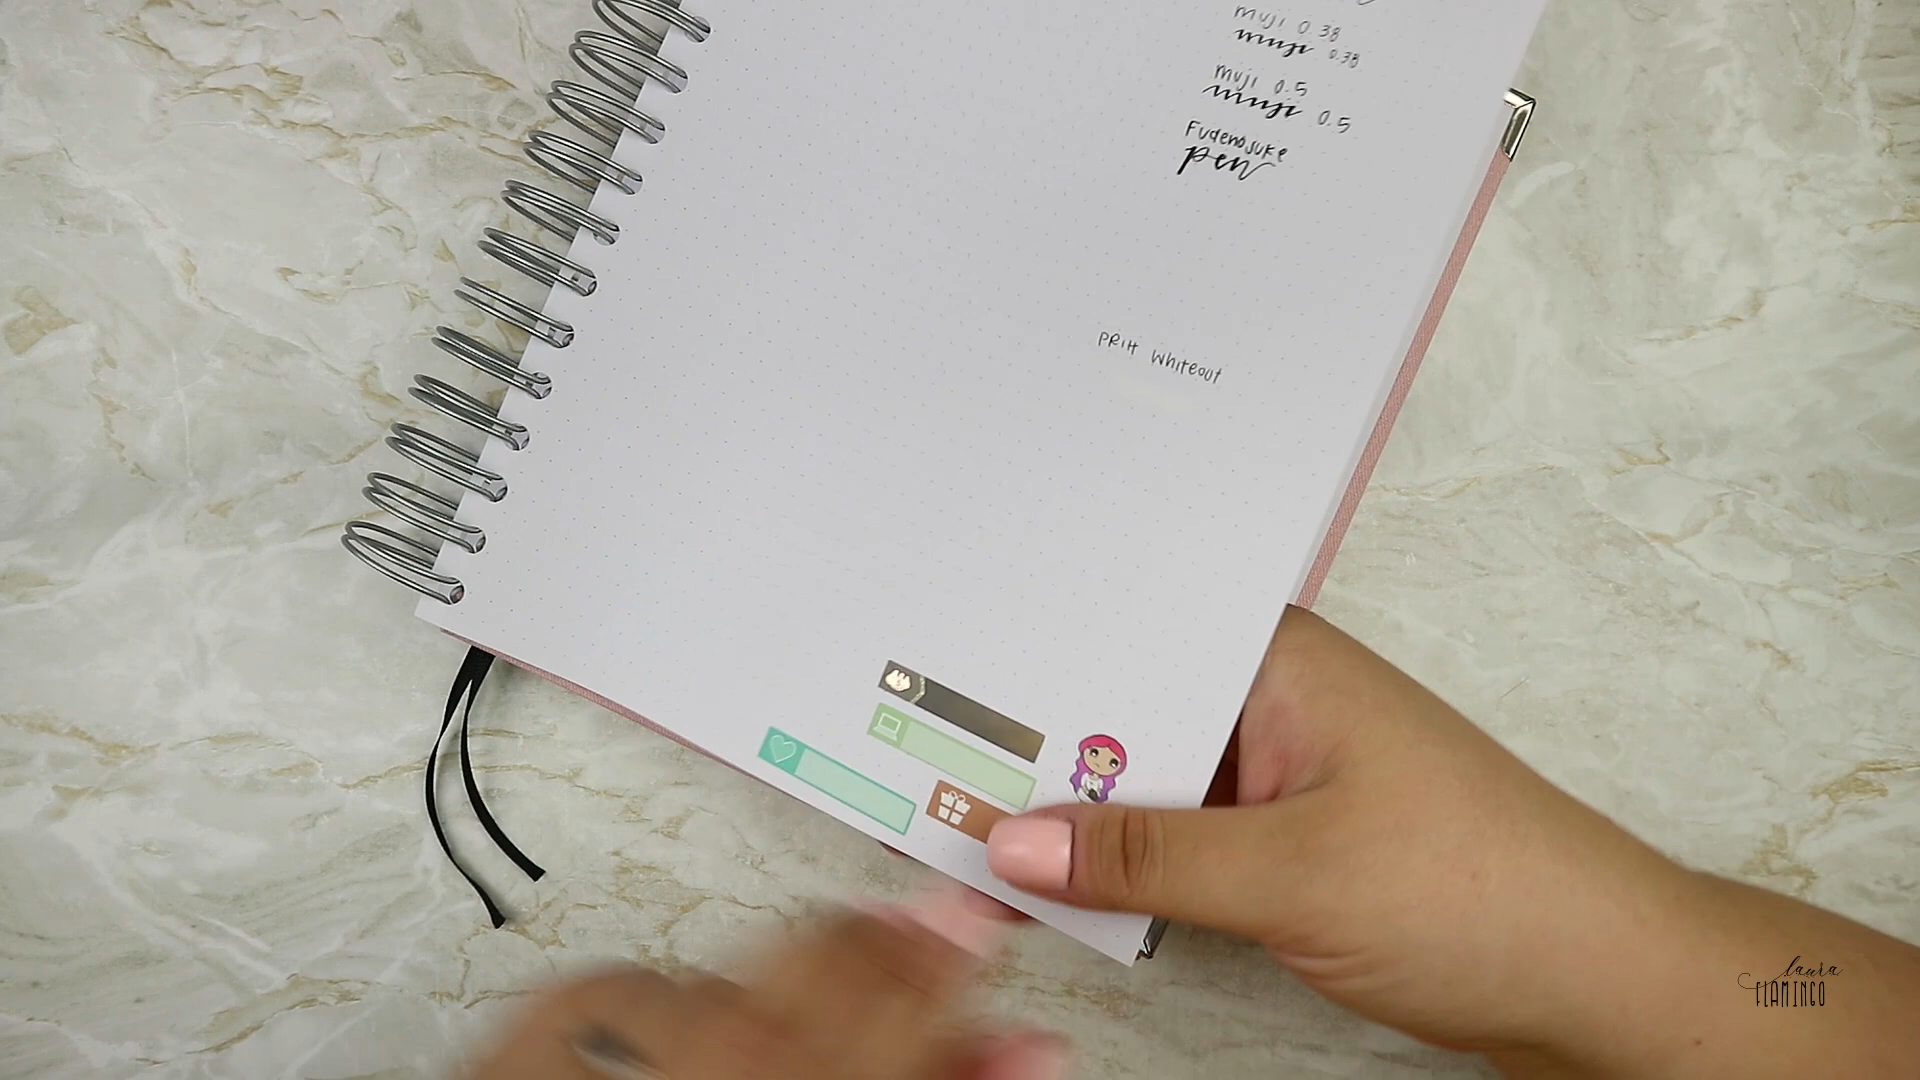 muji 0.38
muji 0.38
muji 0.5
muji 0.5
Fudenosuke
pen
PRITT Whiteout
laura
FLAMINGO